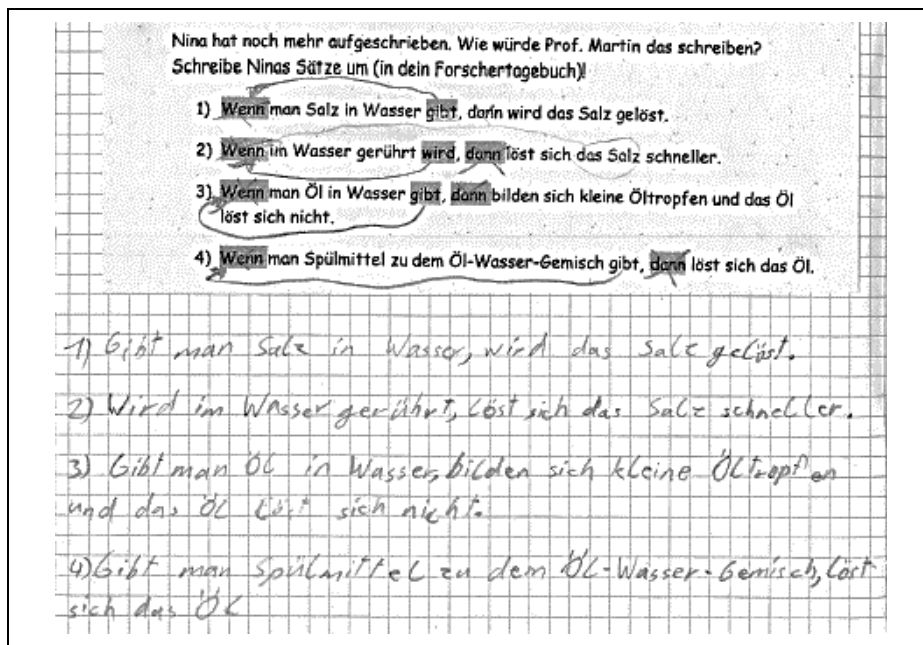 Nina hat noch mehr aufgeschrieben. Wie würde Prof. Martin das schreiben?
Schreibe Ninas Sätze um (in dein Forschertagebuch)!
1) Wenn man Salz in Wasser gibt, dann wird das Salz gelöst.
2) Wenn im Wasser gerührt wird, dann löst sich das Salz schneller.
3) Wenn man Öl in Wasser gibt, dann bilden sich kleine Öltropfen und das Öl
löst sich nicht.
4) Wenn man Spülmittel zu dem Öl-Wasser-Gemisch gibt, dann löst sich das Öl.
1) Gibt man Salz in Wasser, wird das Salz gelöst.
2) Wird im Wasser gerührt, löst sich das Salz schneller.
3) Gibt man Öl in Wasser, bilden sich kleine Öltropfen
und das Öl löst sich nicht.
4) Gibt man Spülmittel zu dem Öl-Wasser-Gemisch, löst
sich das Öl